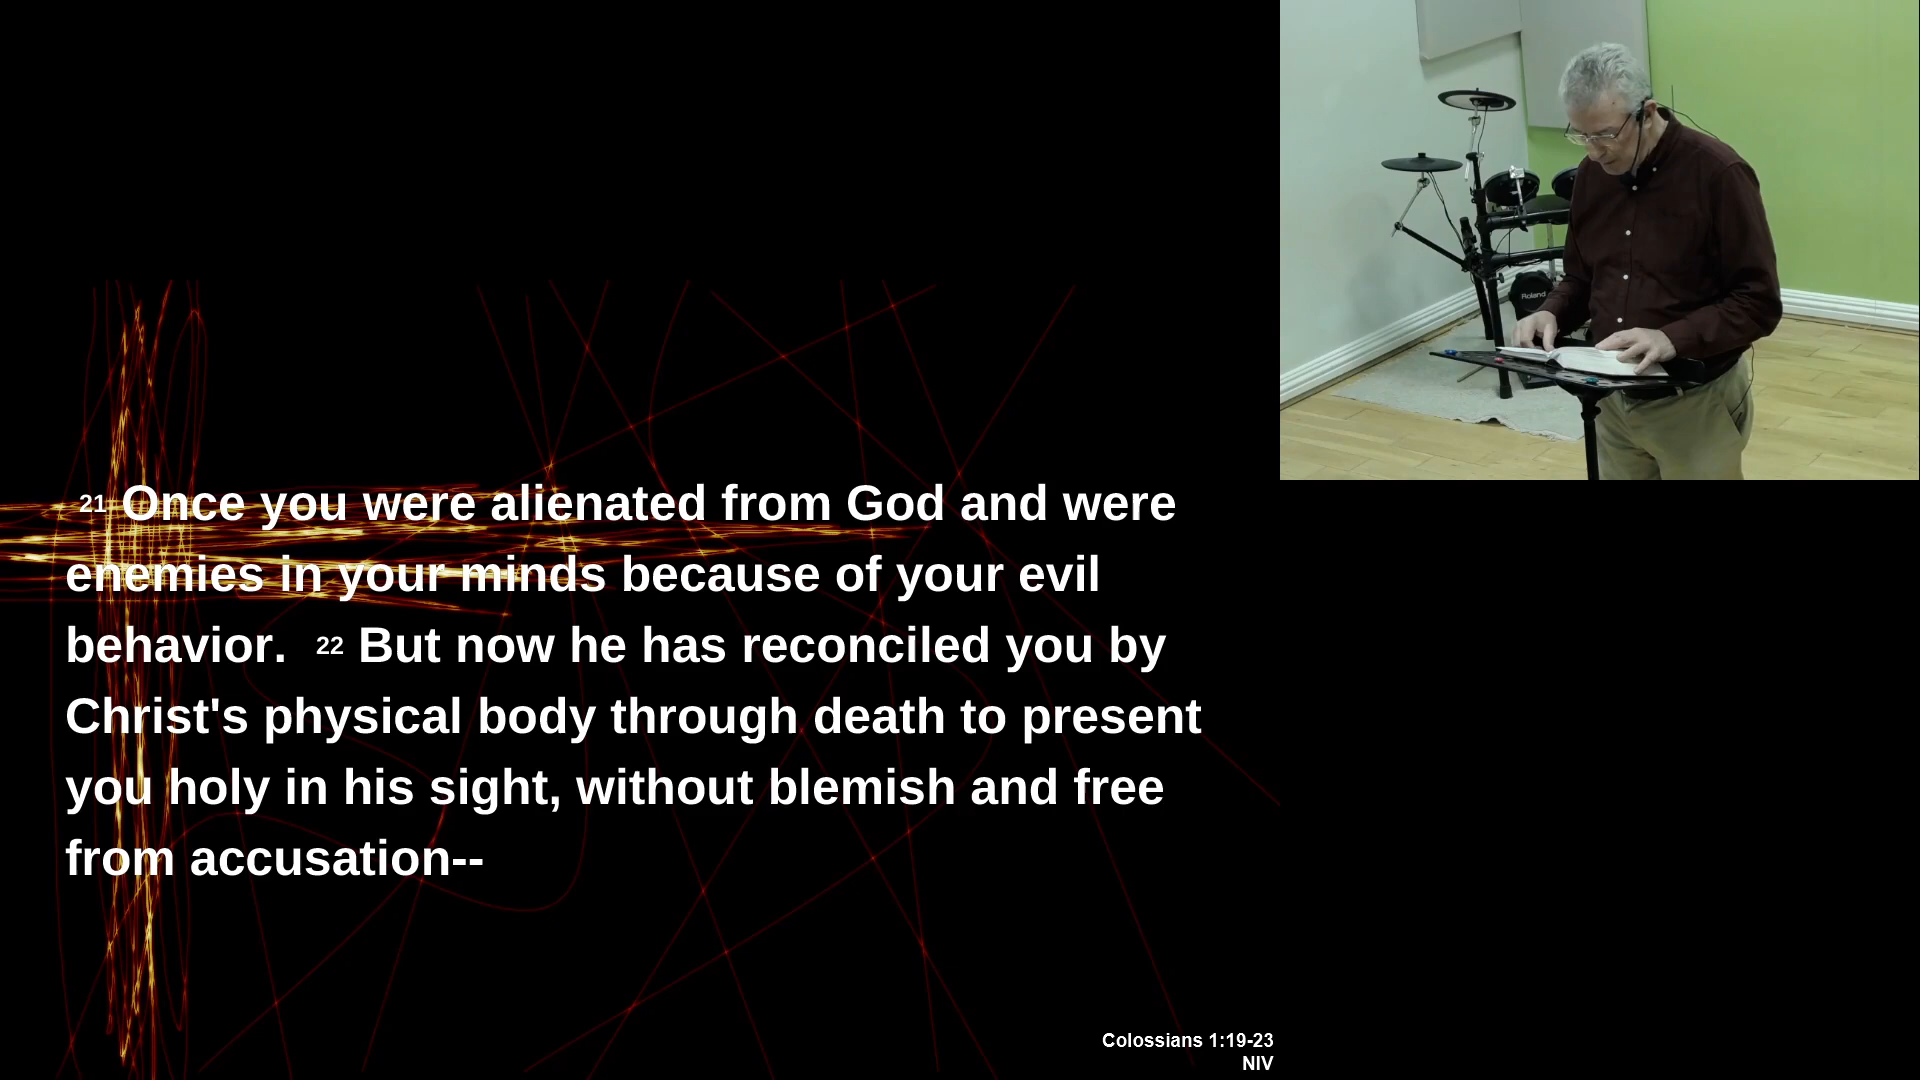 21 Once you were alienated from God and were
enemies in your minds because of your evil
behavior. 22 But now he has reconciled you by
Christ's physical body through death to present
you holy in his sight, without blemish and free
from accusation--
Colossians 1:19-23
NIV
Roland